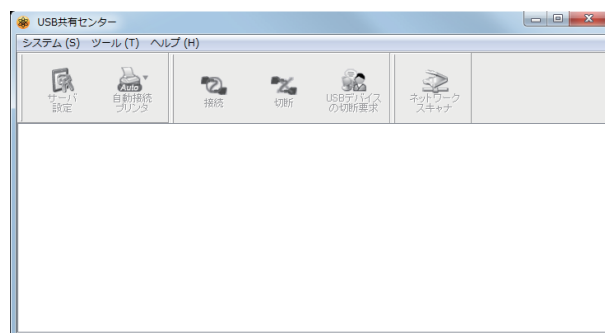 USB共有センター
システム (S) ツール (T) ヘルプ (H)
サーバ
設定
Auto
自動接続
プリンタ
接続
切断
USBデバイス
の切断要求
ネットワーク
スキャナ